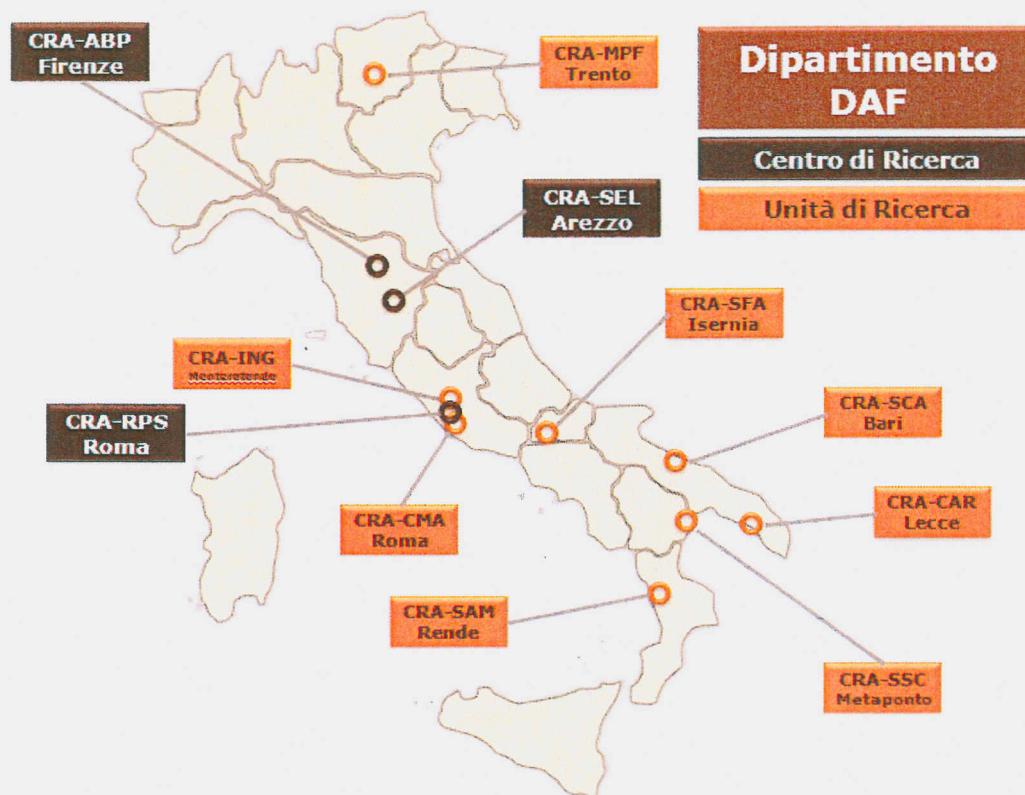 CRA-ABP
Firenze
CRA-MPF
Trento
Dipartimento
DAF
Centro di Ricerca
Unità di Ricerca
CRA-SEL
Arezzo
CRA-SFA
Isernia
CRA-ING
Monterotondo
CRA-RPS
Roma
CRA-SCA
Bari
CRA-CMA
Roma
CRA-CAR
Lecce
CRA-SAM
Rende
CRA-SSC
Metaponto